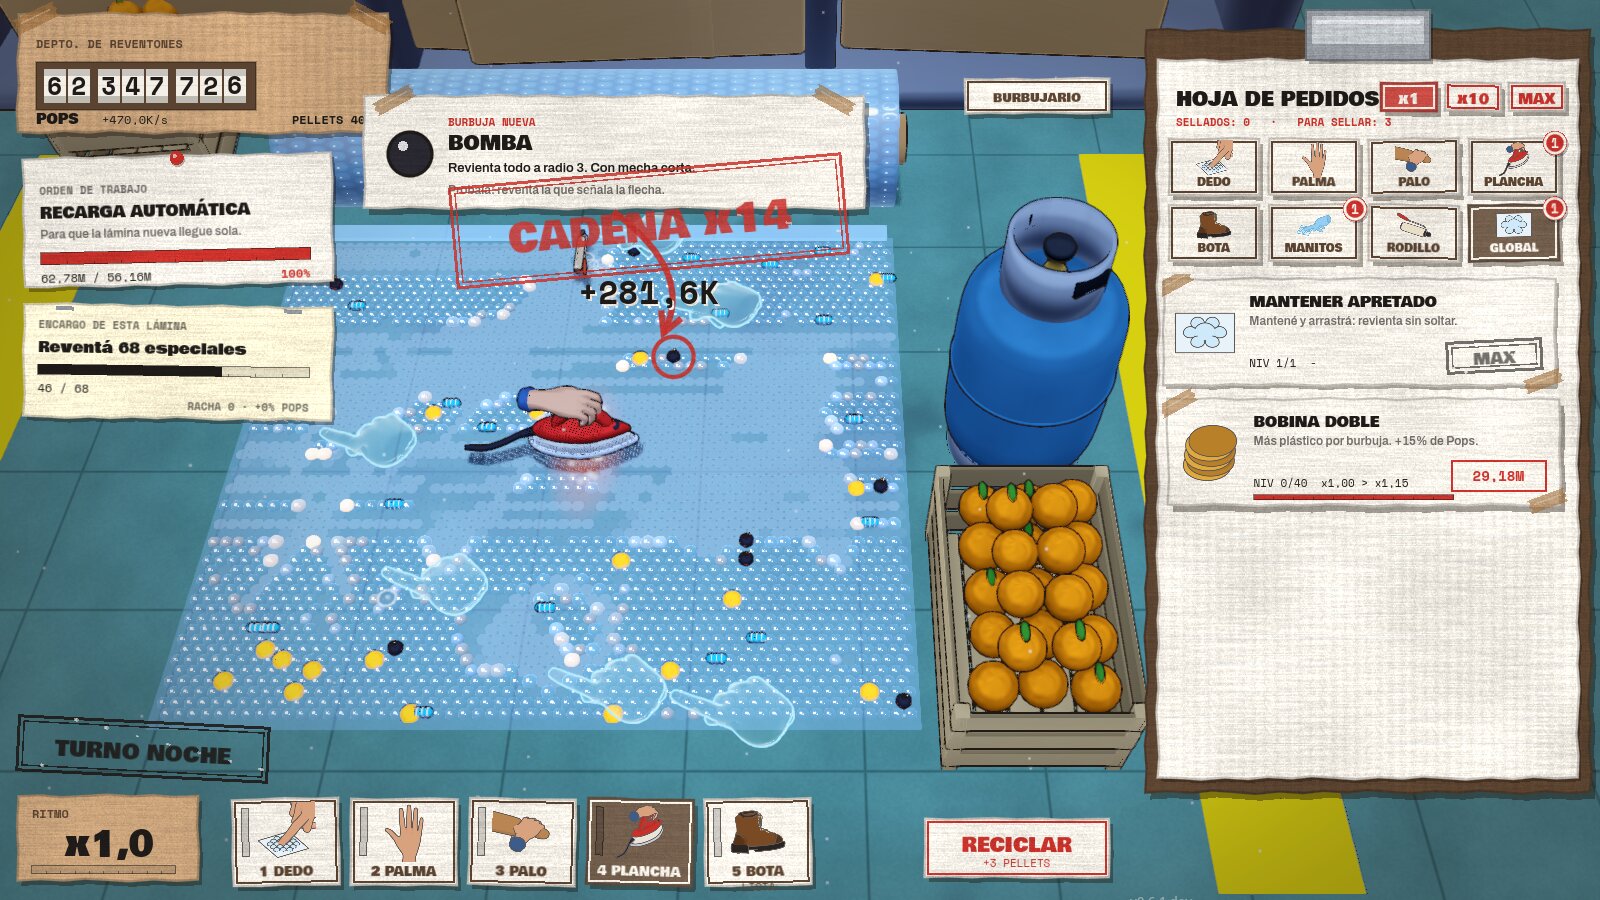 DEPTO. DE REVENTONES
62 347 726
POPS +470,0K/s PELLETS 40
ORDEN DE TRABAJO
RECARGA AUTOMÁTICA
Para que la lámina nueva llegue sola.
62,78M / 56,16M 100%
ENCARGO DE ESTA LÁMINA
Reventá 68 especiales
46 / 68
RACHA 0 · +0% POPS
BURBUJA NUEVA
BOMBA
Revienta todo a radio 3. Con mecha corta.
Probala: reventá la que señala la flecha.
CADENA x14
+281,6K
BURBUJARIO
HOJA DE PEDIDOS
x1
x10
MAX
SELLADOS: 0 · PARA SELLAR: 3
DEDO
PALMA
PALO
PLANCHA
1
BOTA
MANITOS
1
RODILLO
GLOBAL
1
MANTENER APRETADO
Mantené y arrastrá: revienta sin soltar.
NIV 1/1 -
MAX
BOBINA DOBLE
Más plástico por burbuja. +15% de Pops.
NIV 0/40 x1,00 > x1,15
29,18M
TURNO NOCHE
RITMO
x1,0
1 DEDO
2 PALMA
3 PALO
4 PLANCHA
5 BOTA
RECICLAR
+3 PELLETS